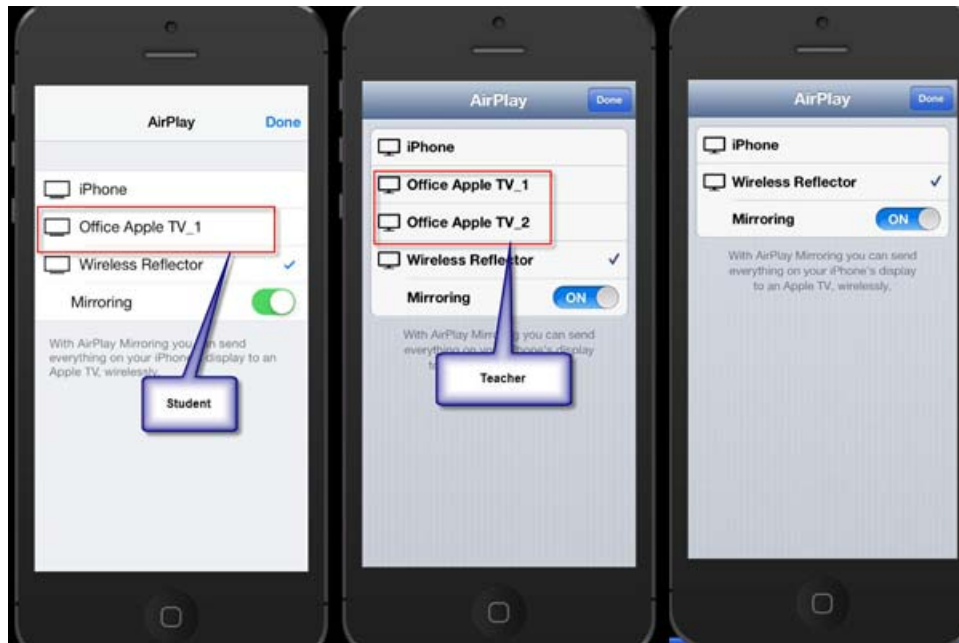 AirPlay
Done
iPhone
Office Apple TV_1
Wireless Reflector
Mirroring
With AirPlay Mirroring you can send
everything on your iPhone's display to an
Apple TV, wirelessly.
Student
AirPlay
Done
iPhone
Office Apple TV_1
Office Apple TV_2
Wireless Reflector
Mirroring
ON
With AirPlay Mirroring you can send
everything on your iPhone's display
Teacher
AirPlay
Done
iPhone
Wireless Reflector
Mirroring
ON
With AirPlay Mirroring you can send
everything on your iPhone's display
to an Apple TV, wirelessly.